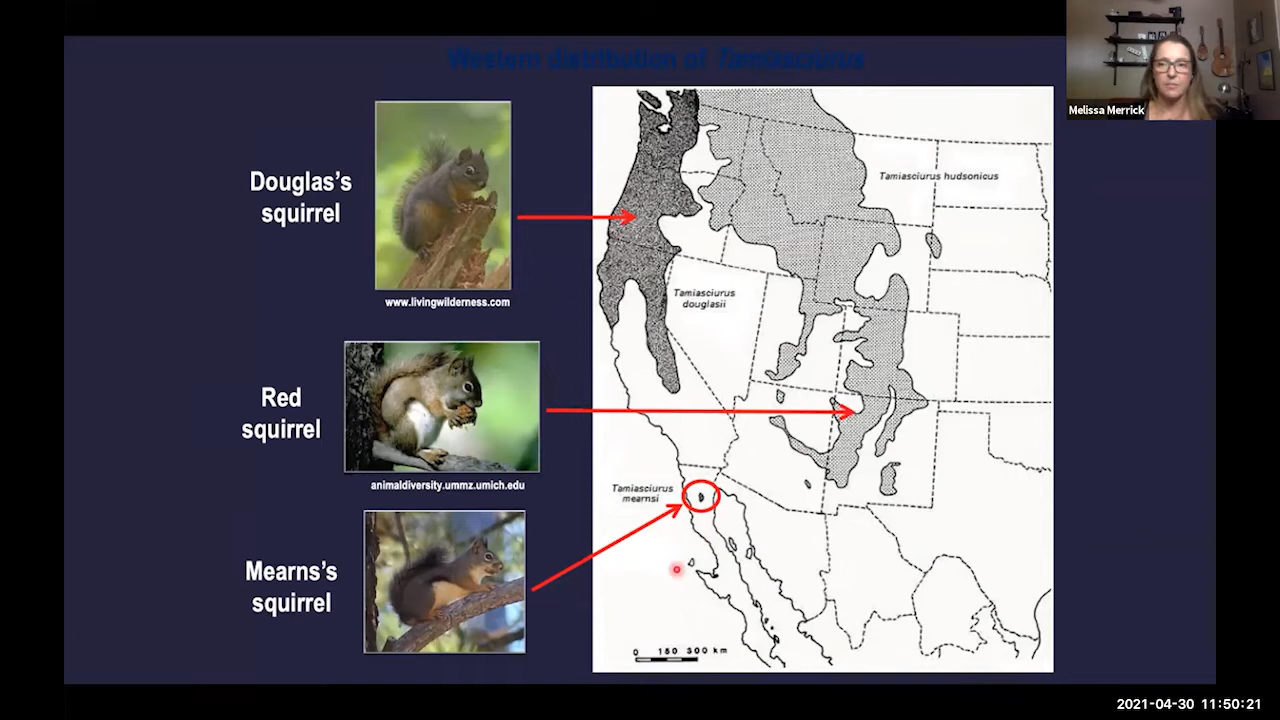 Western distribution of Tamiasciurus
Melissa Merrick
Douglas's
squirrel
www.livingwilderness.com
Red
squirrel
animaldiversity.ummz.umich.edu
Mearns's
squirrel
Tamiasciurus hudsonicus
Tamiasciurus
douglasii
Tamiasciurus
mearnsi
0 150 300 km
2021-04-30 11:50:21